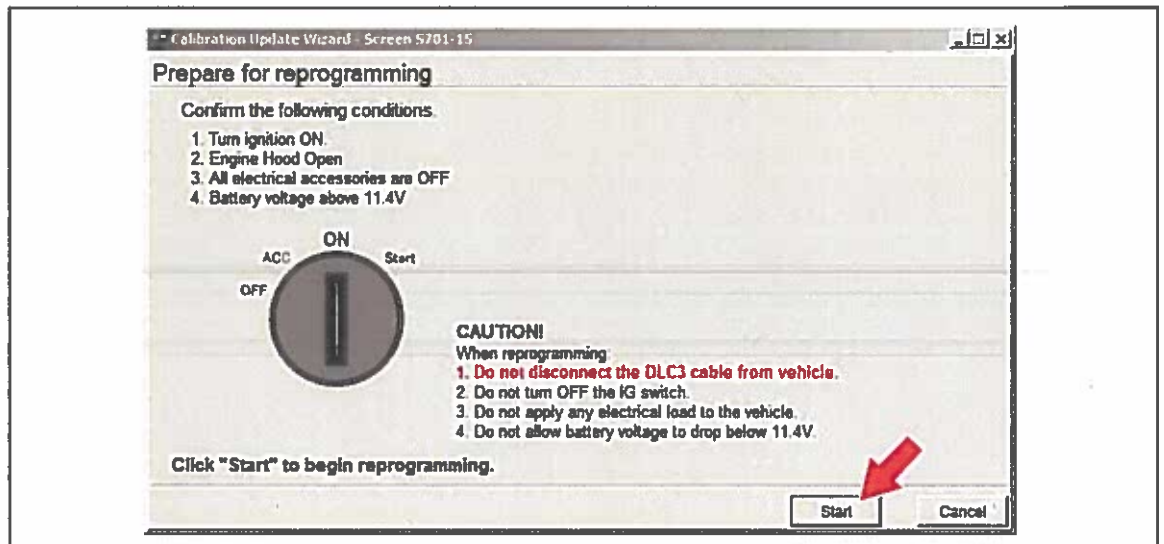 Calibration Update Wizard - Screen S701-15
Prepare for reprogramming
Confirm the following conditions.
1. Turn ignition ON.
2. Engine Hood Open
3. All electrical accessories are OFF
4. Battery voltage above 11.4V
ON
ACC
Start
OFF
CAUTION!
When reprogramming:
1. Do not disconnect the DLC3 cable from vehicle.
2. Do not turn OFF the IG switch.
3. Do not apply any electrical load to the vehicle.
4. Do not allow battery voltage to drop below 11.4V.
Click "Start" to begin reprogramming.
Start
Cancel